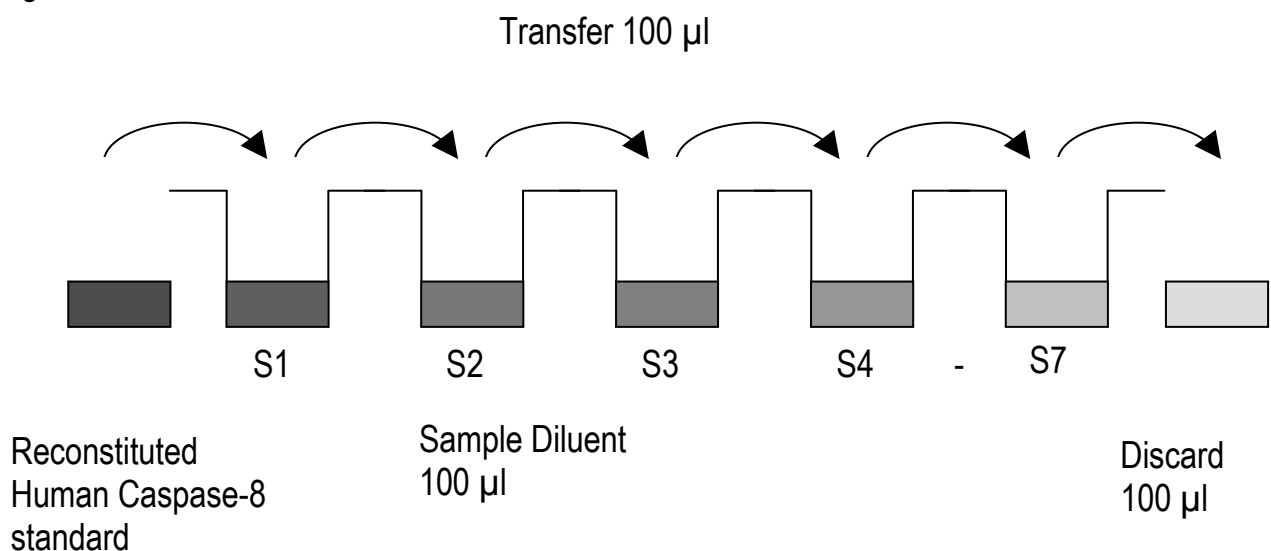 Transfer 100 µl
S1 S2 S3 S4 - S7
Reconstituted
Human Caspase-8
standard
Sample Diluent
100 µl
Discard
100 µl